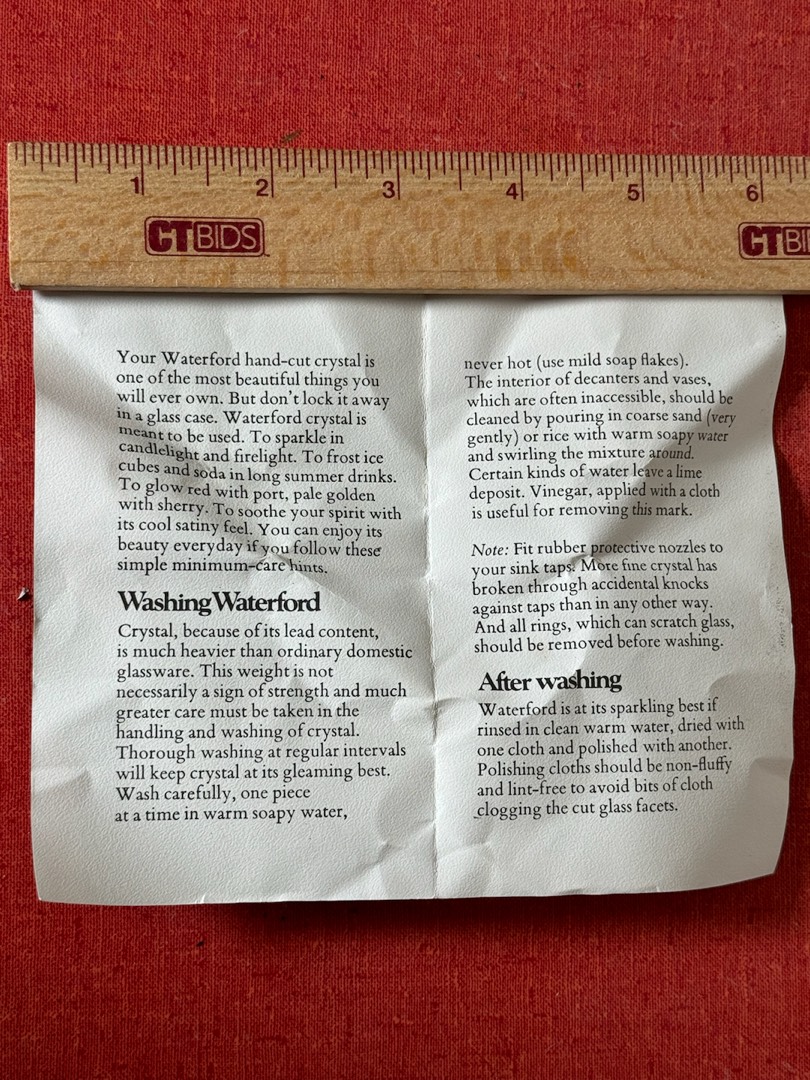 1 2 3 4 5 6
CTBIDS
CTBI
Your Waterford hand-cut crystal is
one of the most beautiful things you
will ever own. But don't lock it away
in a glass case. Waterford crystal is
meant to be used. To sparkle in
candlelight and firelight. To frost ice
cubes and soda in long summer drinks.
To glow red with port, pale golden
with sherry. To soothe your spirit with
its cool satiny feel. You can enjoy its
beauty everyday if you follow these
simple minimum-care hints.
Washing Waterford
Crystal, because of its lead content,
is much heavier than ordinary domestic
glassware. This weight is not
necessarily a sign of strength and much
greater care must be taken in the
handling and washing of crystal.
Thorough washing at regular intervals
will keep crystal at its gleaming best.
Wash carefully, one piece
at a time in warm soapy water,
never hot (use mild soap flakes).
The interior of decanters and vases,
which are often inaccessible, should be
cleaned by pouring in coarse sand (very
gently) or rice with warm soapy water
and swirling the mixture around.
Certain kinds of water leave a lime
deposit. Vinegar, applied with a cloth
is useful for removing this mark.
Note: Fit rubber protective nozzles to
your sink taps. More fine crystal has
broken through accidental knocks
against taps than in any other way.
And all rings, which can scratch glass,
should be removed before washing.
After washing
Waterford is at its sparkling best if
rinsed in clean warm water, dried with
one cloth and polished with another.
Polishing cloths should be non-fluffy
and lint-free to avoid bits of cloth
clogging the cut glass facets.